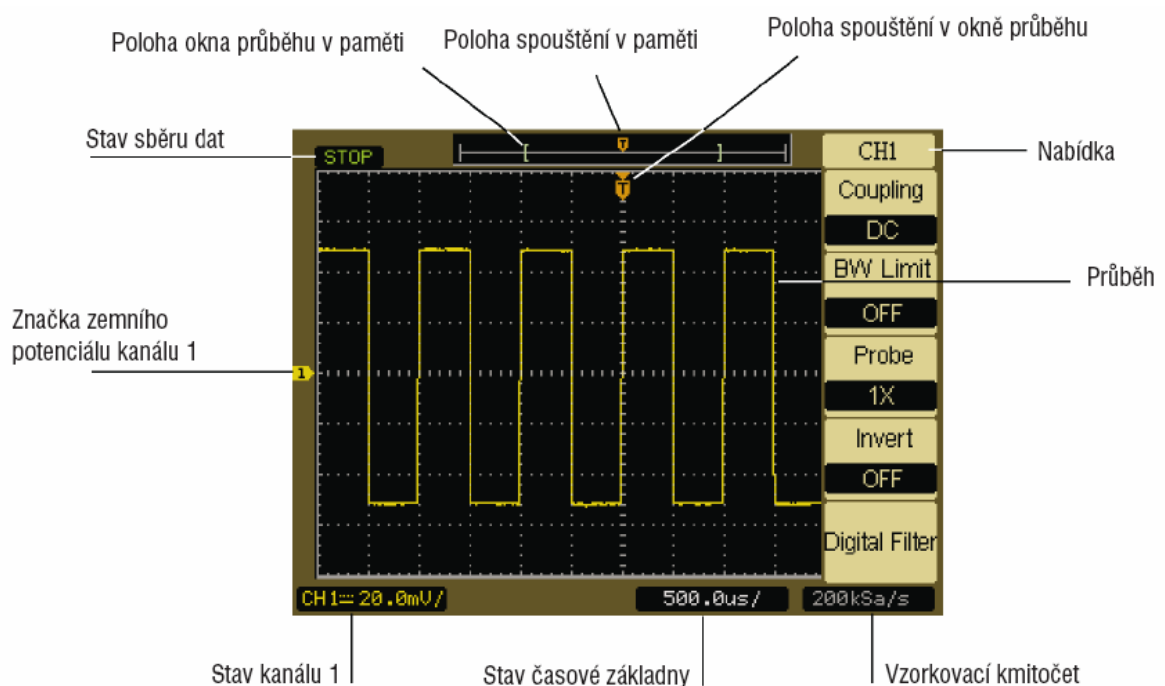 Poloha okna průběhu v paměti
Poloha spouštění v paměti
Poloha spouštění v okně průběhu
Stav sběru dat
STOP
T
CH1
Nabídka
T
Coupling
DC
BW Limit
Průběh
OFF
Značka zemního
potenciálu kanálu 1
Probe
1
1X
Invert
OFF
Digital Filter
CH1⎓20.0mV/
500.0us/
200kSa/s
Stav kanálu 1
Stav časové základny
Vzorkovací kmitočet